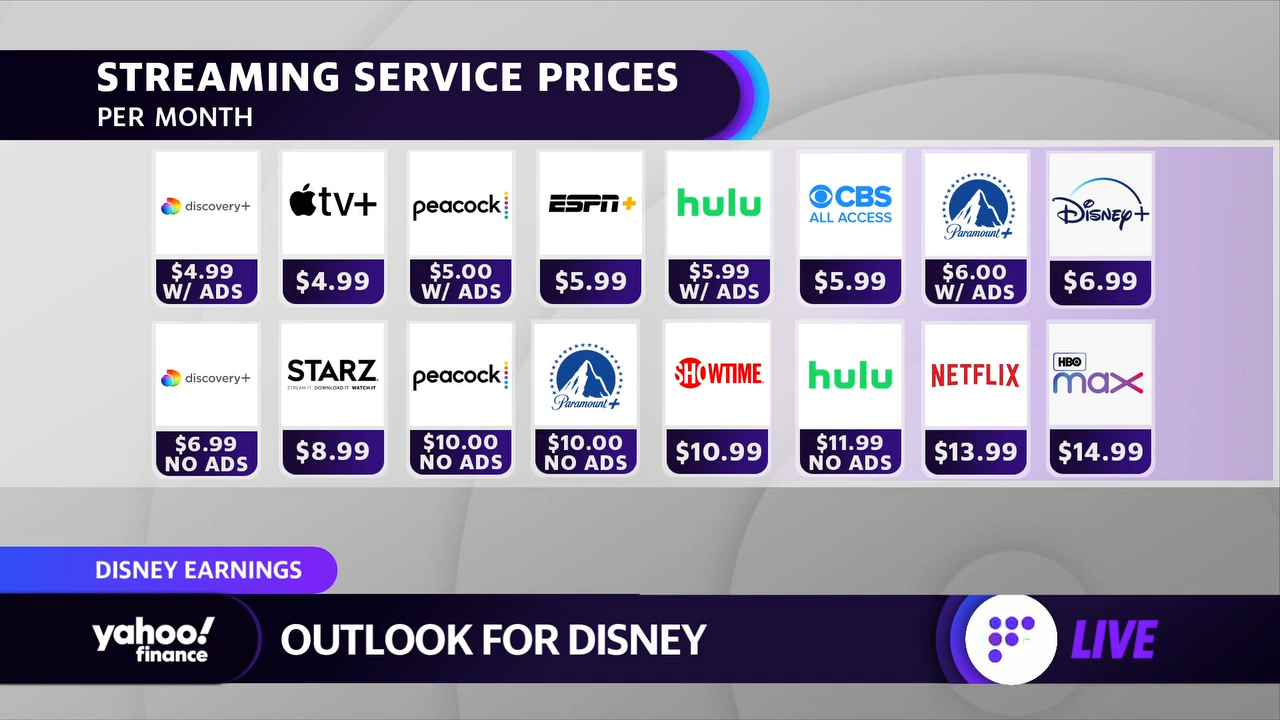 STREAMING SERVICE PRICES
PER MONTH
discovery+
$4.99
W/ ADS
tv+
$4.99
peacock
$5.00
W/ ADS
ESPN+
$5.99
hulu
$5.99
W/ ADS
CBS
ALL ACCESS
$5.99
Paramount+
$6.00
W/ ADS
Disney+
$6.99
discovery+
$6.99
NO ADS
STARZ
STREAM IT DOWNLOAD IT WATCH IT
$8.99
peacock
$10.00
NO ADS
Paramount+
$10.00
NO ADS
SHOWTIME
$10.99
hulu
$11.99
NO ADS
NETFLIX
$13.99
HBO
max
$14.99
DISNEY EARNINGS
yahoo!
finance
OUTLOOK FOR DISNEY
LIVE